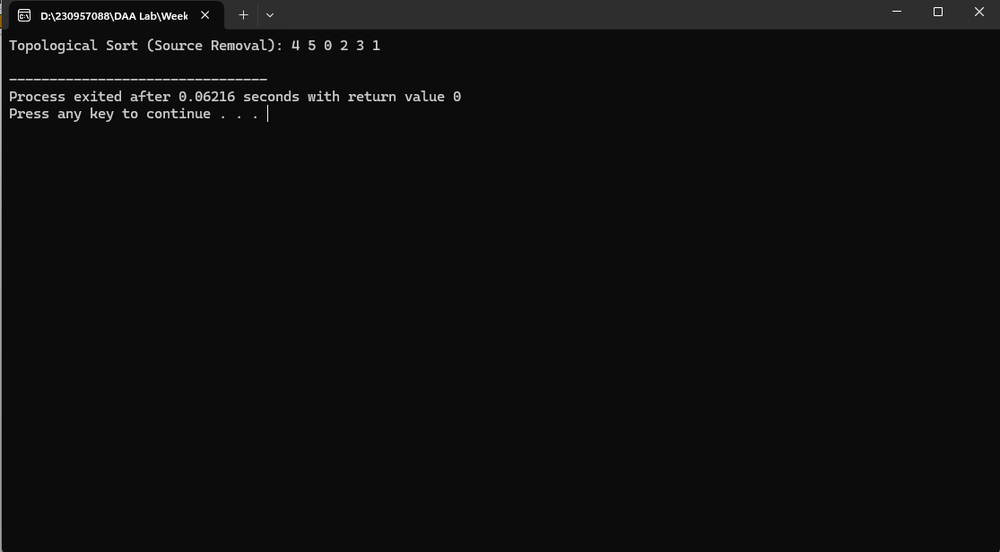 D:\230957088\DAA Lab\Week
Topological Sort (Source Removal): 4 5 0 2 3 1
--------------------------------
Process exited after 0.06216 seconds with return value 0
Press any key to continue . . .